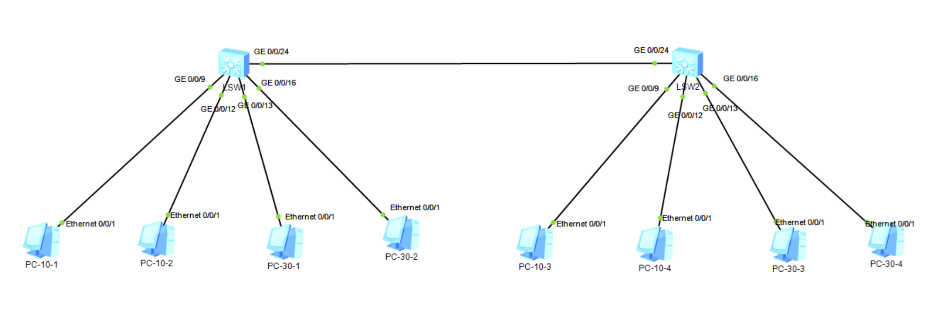 GE 0/0/24
GE 0/0/24
GE 0/0/9
GE 0/0/16
LSW1
GE 0/0/12
GE 0/0/13
GE 0/0/9
GE 0/0/16
LSW2
GE 0/0/12
GE 0/0/13
Ethernet 0/0/1
Ethernet 0/0/1
Ethernet 0/0/1
Ethernet 0/0/1
Ethernet 0/0/1
Ethernet 0/0/1
Ethernet 0/0/1
Ethernet 0/0/1
PC-10-1
PC-10-2
PC-30-1
PC-30-2
PC-10-3
PC-10-4
PC-30-3
PC-30-4